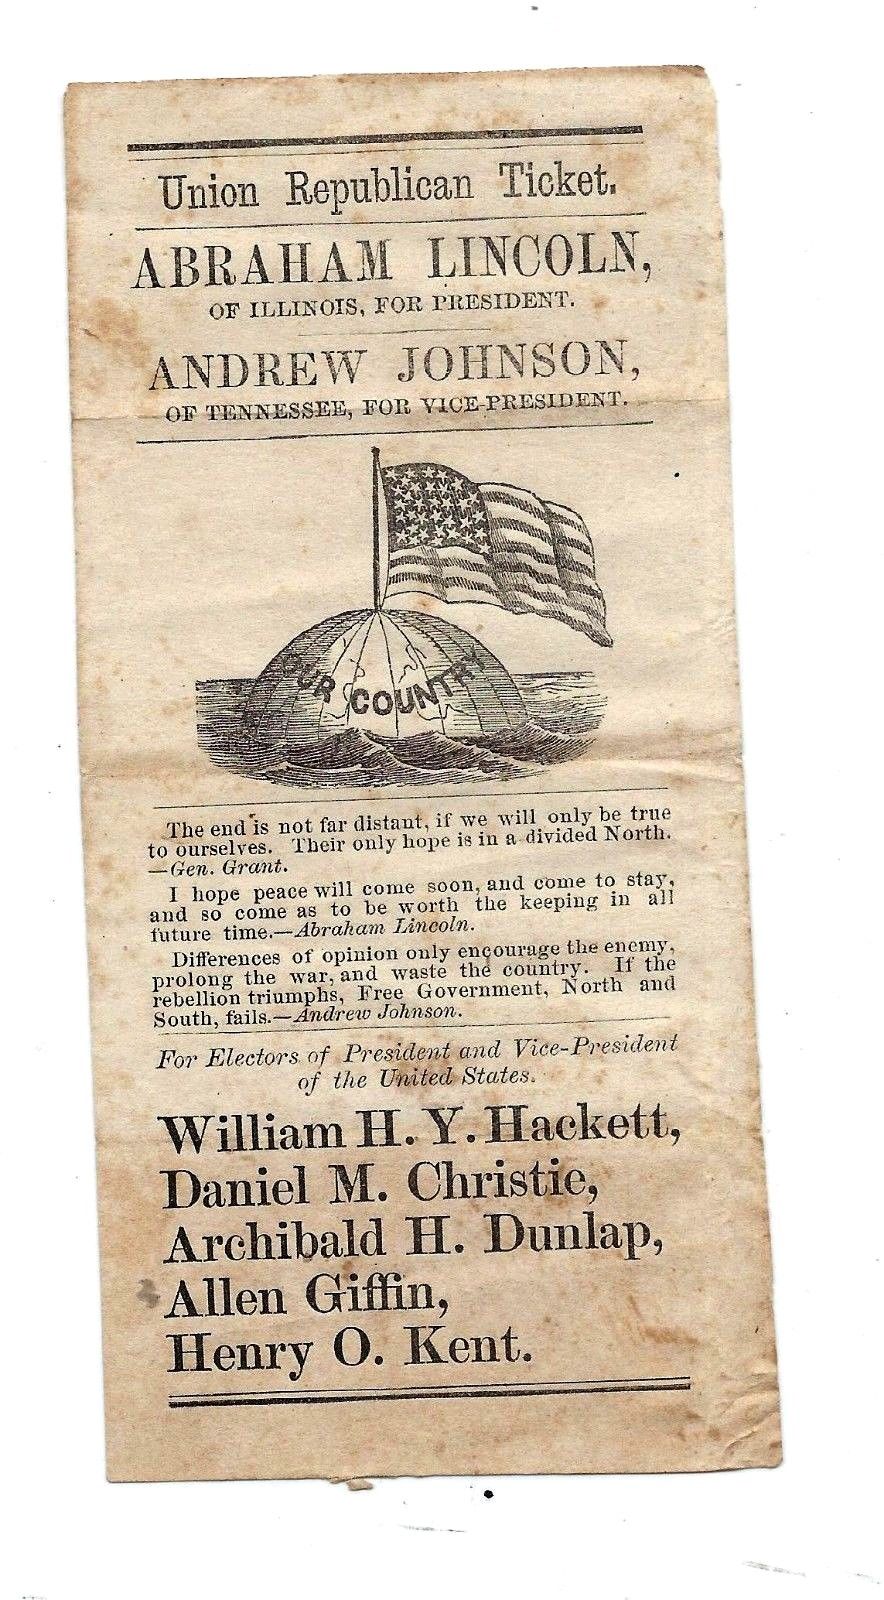 Union Republican Ticket.
ABRAHAM LINCOLN,
OF ILLINOIS, FOR PRESIDENT.
ANDREW JOHNSON,
OF TENNESSEE, FOR VICE-PRESIDENT.
OUR COUNTRY
The end is not far distant, if we will only be true
to ourselves. Their only hope is in a divided North.
—Gen. Grant.
I hope peace will come soon, and come to stay,
and so come as to be worth the keeping in all
future time.—Abraham Lincoln.
Differences of opinion only encourage the enemy,
prolong the war, and waste the country. If the
rebellion triumphs, Free Government, North and
South, fails.—Andrew Johnson.
For Electors of President and Vice-President
of the United States.
William H. Y. Hackett,
Daniel M. Christie,
Archibald H. Dunlap,
Allen Giffin,
Henry O. Kent.